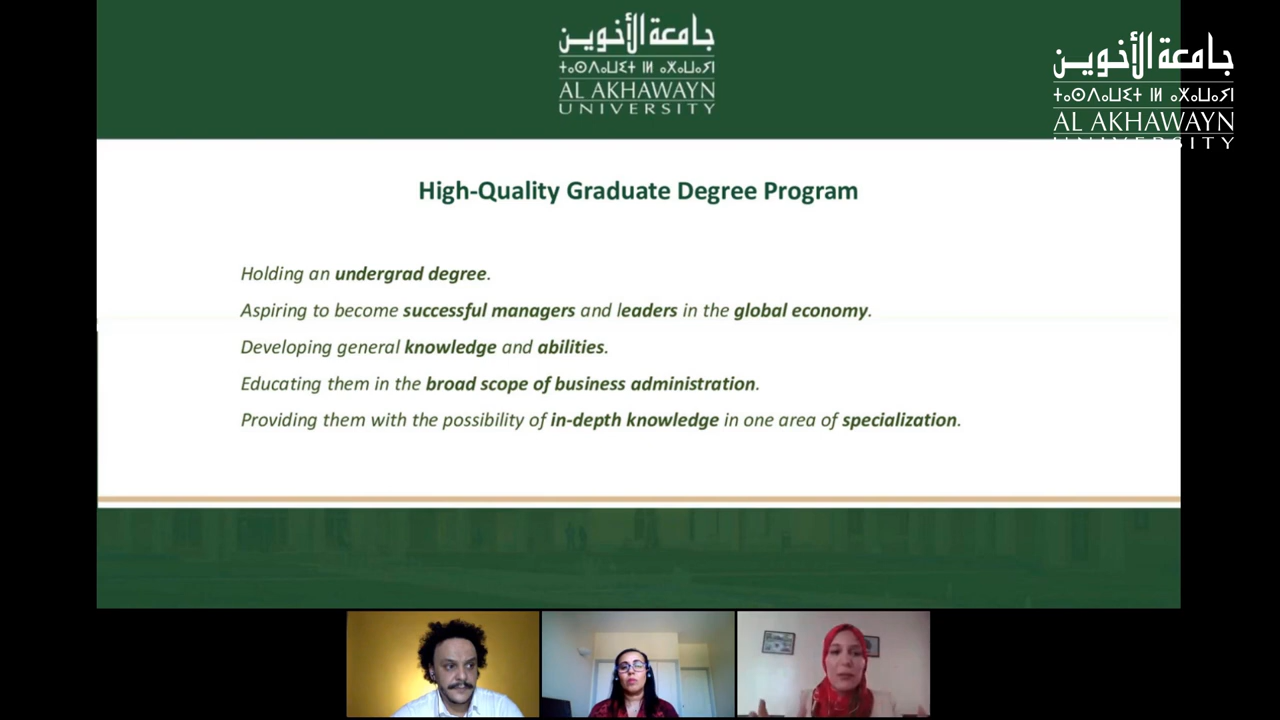 جامعة الأخوين
ⵜⴰⵙⴷⴰⵡⵉⵜ ⵏ ⴰⵅⴰⵡⴰⵢⵏ
AL AKHAWAYN
UNIVERSITY
جامعة الأخوين
AL AKHAWAYN
UNIVERSITY
High-Quality Graduate Degree Program
Holding an undergrad degree.
Aspiring to become successful managers and leaders in the global economy.
Developing general knowledge and abilities.
Educating them in the broad scope of business administration.
Providing them with the possibility of in-depth knowledge in one area of specialization.